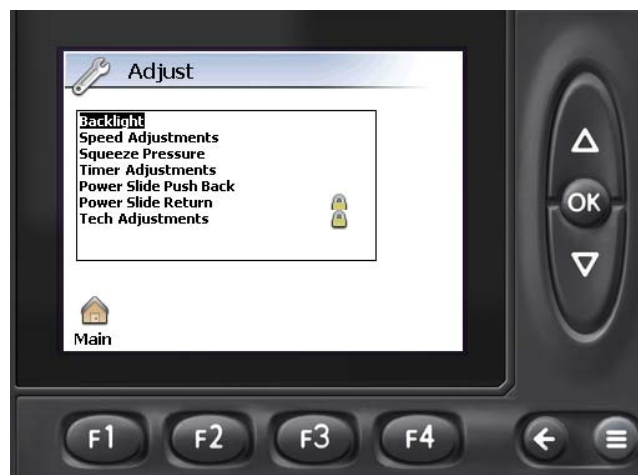 Adjust
Backlight
Speed Adjustments
Squeeze Pressure
Timer Adjustments
Power Slide Push Back
Power Slide Return
Tech Adjustments
Main
OK
F1 F2 F3 F4